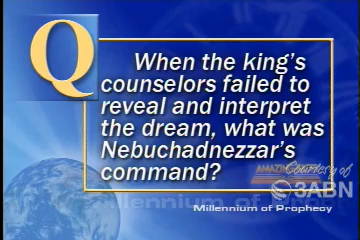 Q
When the king's
counselors failed to
reveal and interpret
the dream, what was
Nebuchadnezzar's
command?
AMAZING
Courtesy of
3ABN
Millennium of Prophecy